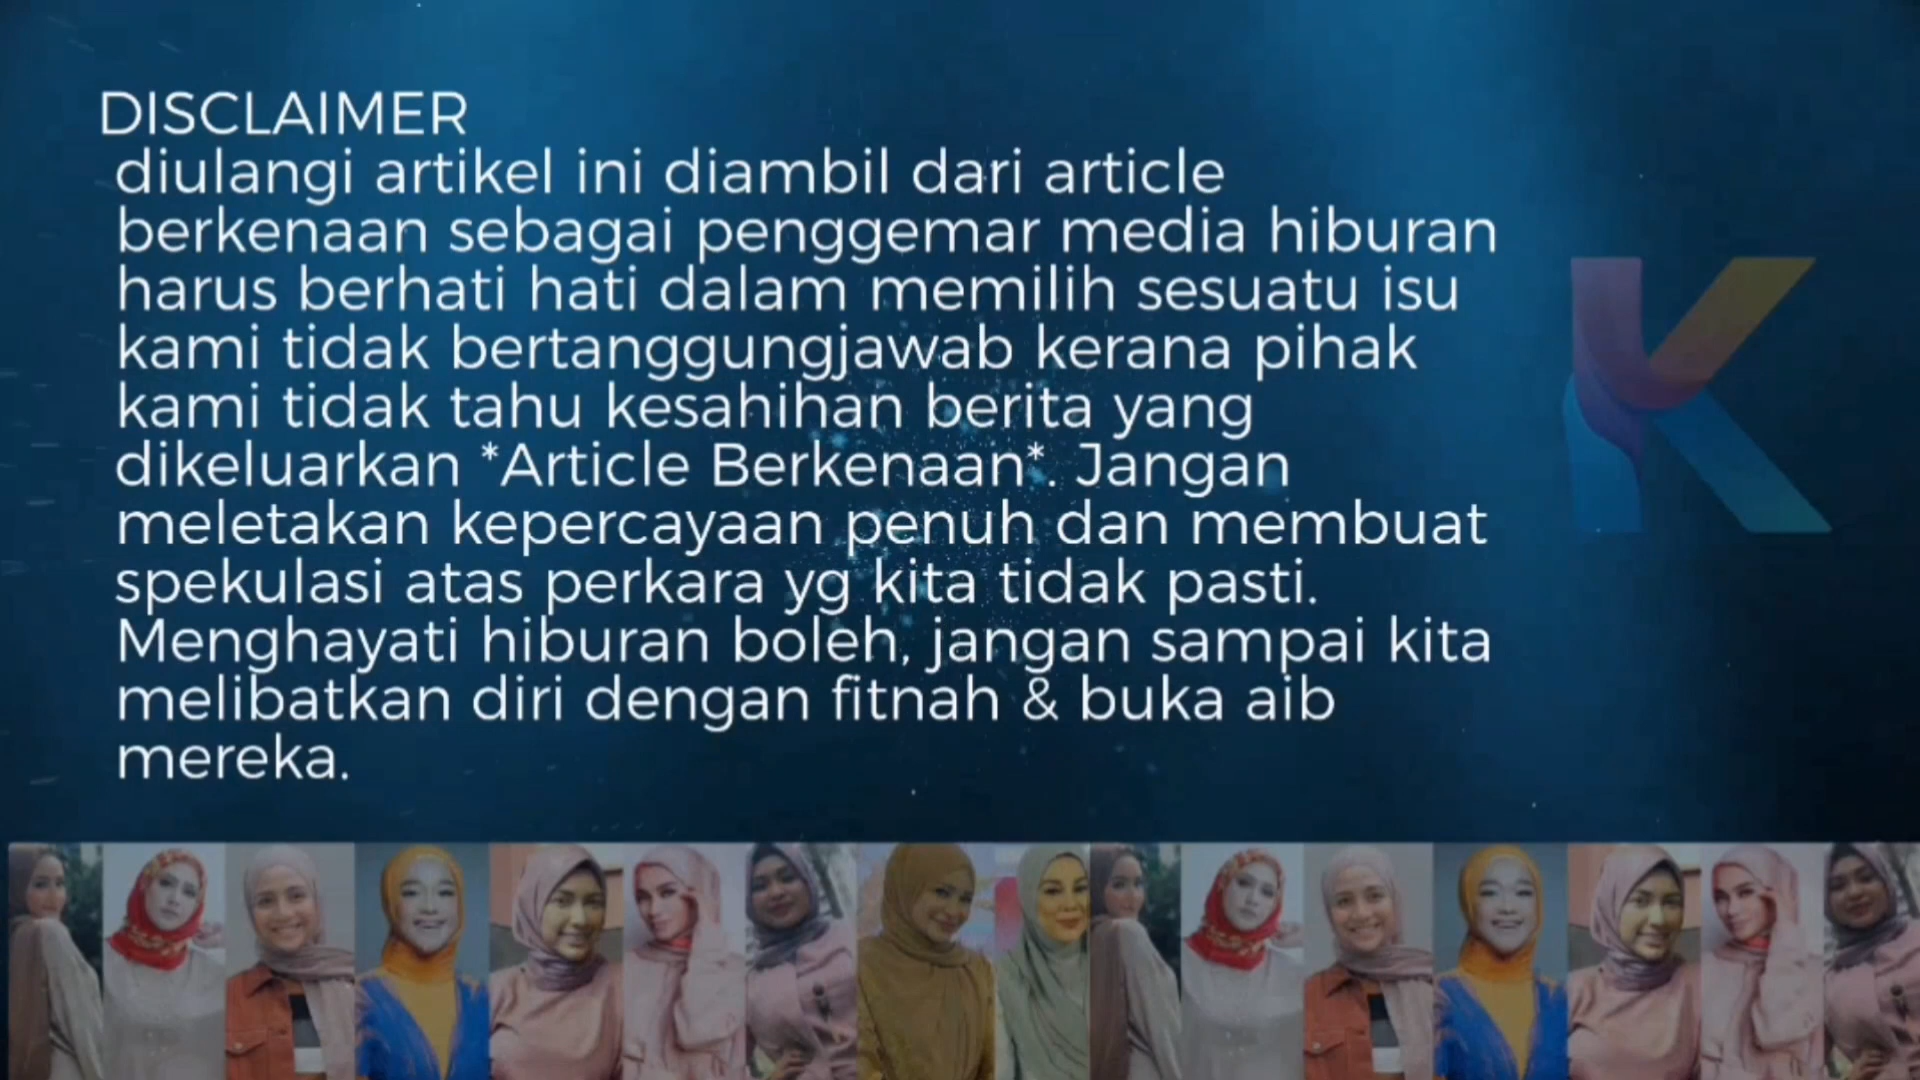 DISCLAIMER
diulangi artikel ini diambil dari article
berkenaan sebagai penggemar media hiburan
harus berhati hati dalam memilih sesuatu isu
kami tidak bertanggungjawab kerana pihak
kami tidak tahu kesahihan berita yang
dikeluarkan *Article Berkenaan*. Jangan
meletakan kepercayaan penuh dan membuat
spekulasi atas perkara yg kita tidak pasti.
Menghayati hiburan boleh, jangan sampai kita
melibatkan diri dengan fitnah & buka aib
mereka.
K